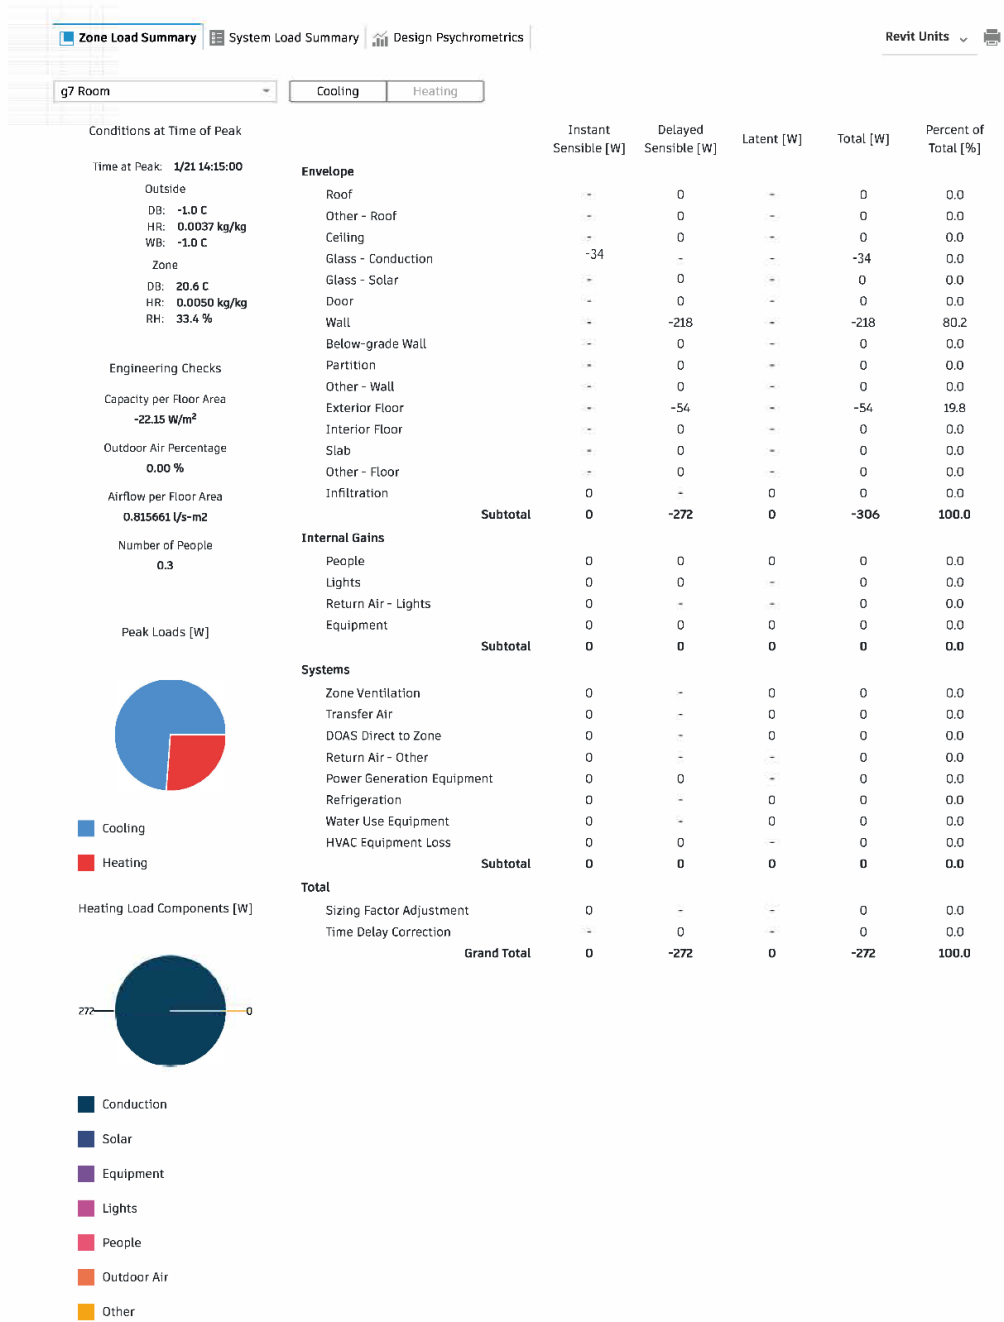 Zone Load Summary System Load Summary Design Psychrometrics Revit Units
g7 Room Cooling Heating
Conditions at Time of Peak
Time at Peak: 1/21 14:15:00
Outside
DB: -1.0 C
HR: 0.0037 kg/kg
WB: -1.0 C
Zone
DB: 20.6 C
HR: 0.0050 kg/kg
RH: 33.4 %
Engineering Checks
Capacity per Floor Area
-22.15 W/m²
Outdoor Air Percentage
0.00 %
Airflow per Floor Area
0.815661 l/s-m2
Number of People
0.3
Peak Loads [W]
Cooling
Heating
Heating Load Components [W]
272 0
Conduction
Solar
Equipment
Lights
People
Outdoor Air
Other
Instant Sensible [W] Delayed Sensible [W] Latent [W] Total [W] Percent of Total [%]
Envelope
Roof - 0 - 0 0.0
Other - Roof - 0 - 0 0.0
Ceiling - 0 - 0 0.0
Glass - Conduction -34 - - -34 0.0
Glass - Solar - 0 - 0 0.0
Door - 0 - 0 0.0
Wall - -218 - -218 80.2
Below-grade Wall - 0 - 0 0.0
Partition - 0 - 0 0.0
Other - Wall - 0 - 0 0.0
Exterior Floor - -54 - -54 19.8
Interior Floor - 0 - 0 0.0
Slab - 0 - 0 0.0
Other - Floor - 0 - 0 0.0
Infiltration 0 - 0 0 0.0
Subtotal 0 -272 0 -306 100.0
Internal Gains
People 0 0 0 0 0.0
Lights 0 0 - 0 0.0
Return Air - Lights 0 - - 0 0.0
Equipment 0 0 0 0 0.0
Subtotal 0 0 0 0 0.0
Systems
Zone Ventilation 0 - 0 0 0.0
Transfer Air 0 - 0 0 0.0
DOAS Direct to Zone 0 - 0 0 0.0
Return Air - Other 0 - - 0 0.0
Power Generation Equipment 0 0 - 0 0.0
Refrigeration 0 - 0 0 0.0
Water Use Equipment 0 - 0 0 0.0
HVAC Equipment Loss 0 0 - 0 0.0
Subtotal 0 0 0 0 0.0
Total
Sizing Factor Adjustment 0 - - 0 0.0
Time Delay Correction - 0 - 0 0.0
Grand Total 0 -272 0 -272 100.0